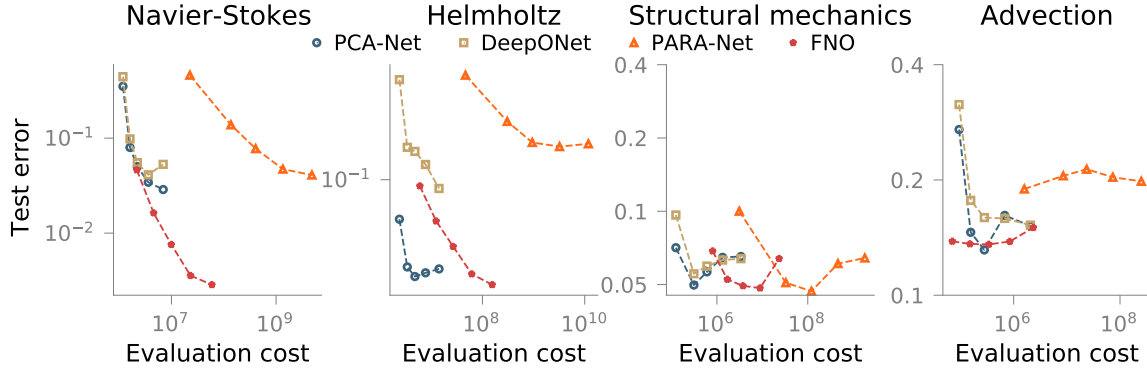 Navier-Stokes Helmholtz Structural mechanics Advection
PCA-Net DeepONet PARA-Net FNO
Test error
10⁻¹
10⁻²
10⁷ 10⁹
Evaluation cost
10⁻¹
10⁸ 10¹⁰
Evaluation cost
0.4
0.2
0.1
0.05
10⁶ 10⁸
Evaluation cost
0.4
0.2
0.1
10⁶ 10⁸
Evaluation cost